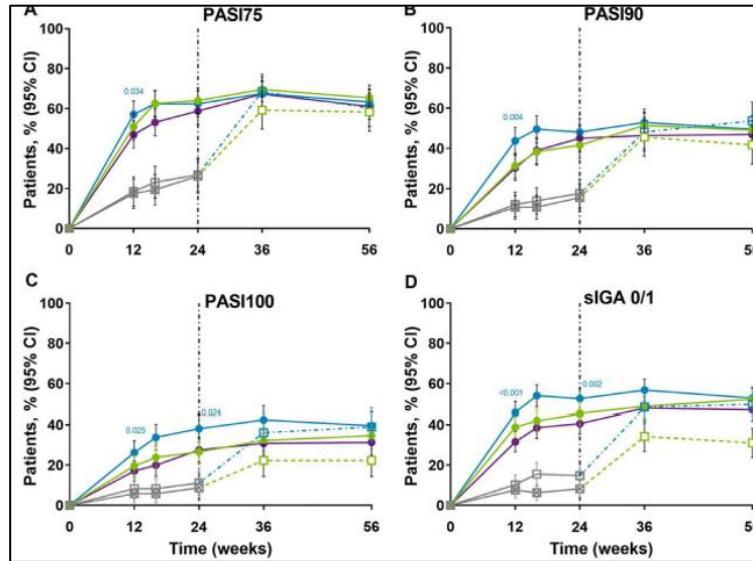 A PASI75
B PASI90
Patients, % (95% CI)
100
80
60
40
20
0
0.034
0 12 24 36 56
Patients, % (95% CI)
100
80
60
40
20
0
0.004
0 12 24 36 56
C PASI100
D sIGA 0/1
Patients, % (95% CI)
100
80
60
40
20
0
0.025
0.024
0 12 24 36 56
Time (weeks)
Patients, % (95% CI)
100
80
60
40
20
0
<0.001
0.002
0 12 24 36 56
Time (weeks)